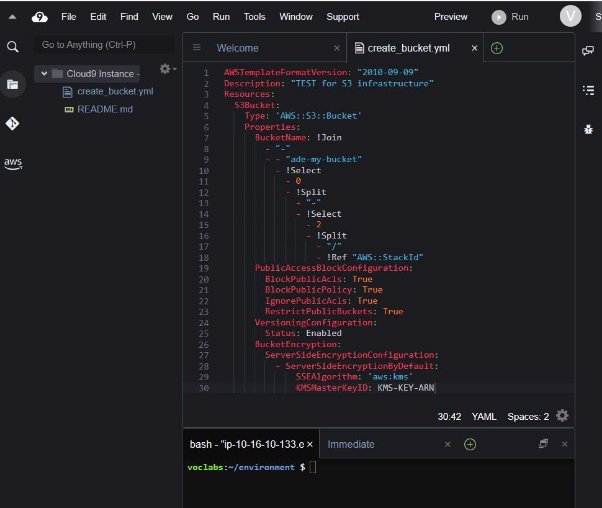 9 File Edit Find View Go Run Tools Window Support Preview Run V S
Go to Anything (Ctrl-P)
Welcome × create_bucket.yml ×
Cloud9 Instance -
create_bucket.yml
README.md
aws
1 AWSTemplateFormatVersion: "2010-09-09"
2 Description: "TEST for S3 infrastructure"
3 Resources:
4 S3Bucket:
5 Type: 'AWS::S3::Bucket'
6 Properties:
7 BucketName: !Join
8 - "-"
9 - - "ade-my-bucket"
10 - !Select
11 - 0
12 - !Split
13 - "-"
14 - !Select
15 - 2
16 - !Split
17 - "/"
18 - !Ref "AWS::StackId"
19 PublicAccessBlockConfiguration:
20 BlockPublicAcls: True
21 BlockPublicPolicy: True
22 IgnorePublicAcls: True
23 RestrictPublicBuckets: True
24 VersioningConfiguration:
25 Status: Enabled
26 BucketEncryption:
27 ServerSideEncryptionConfiguration:
28 - ServerSideEncryptionByDefault:
29 SSEAlgorithm: 'aws:kms'
30 KMSMasterKeyID: KMS-KEY-ARN
30:42 YAML Spaces: 2
bash - "ip-10-16-10-133.e × Immediate ×
voclabs:~/environment $